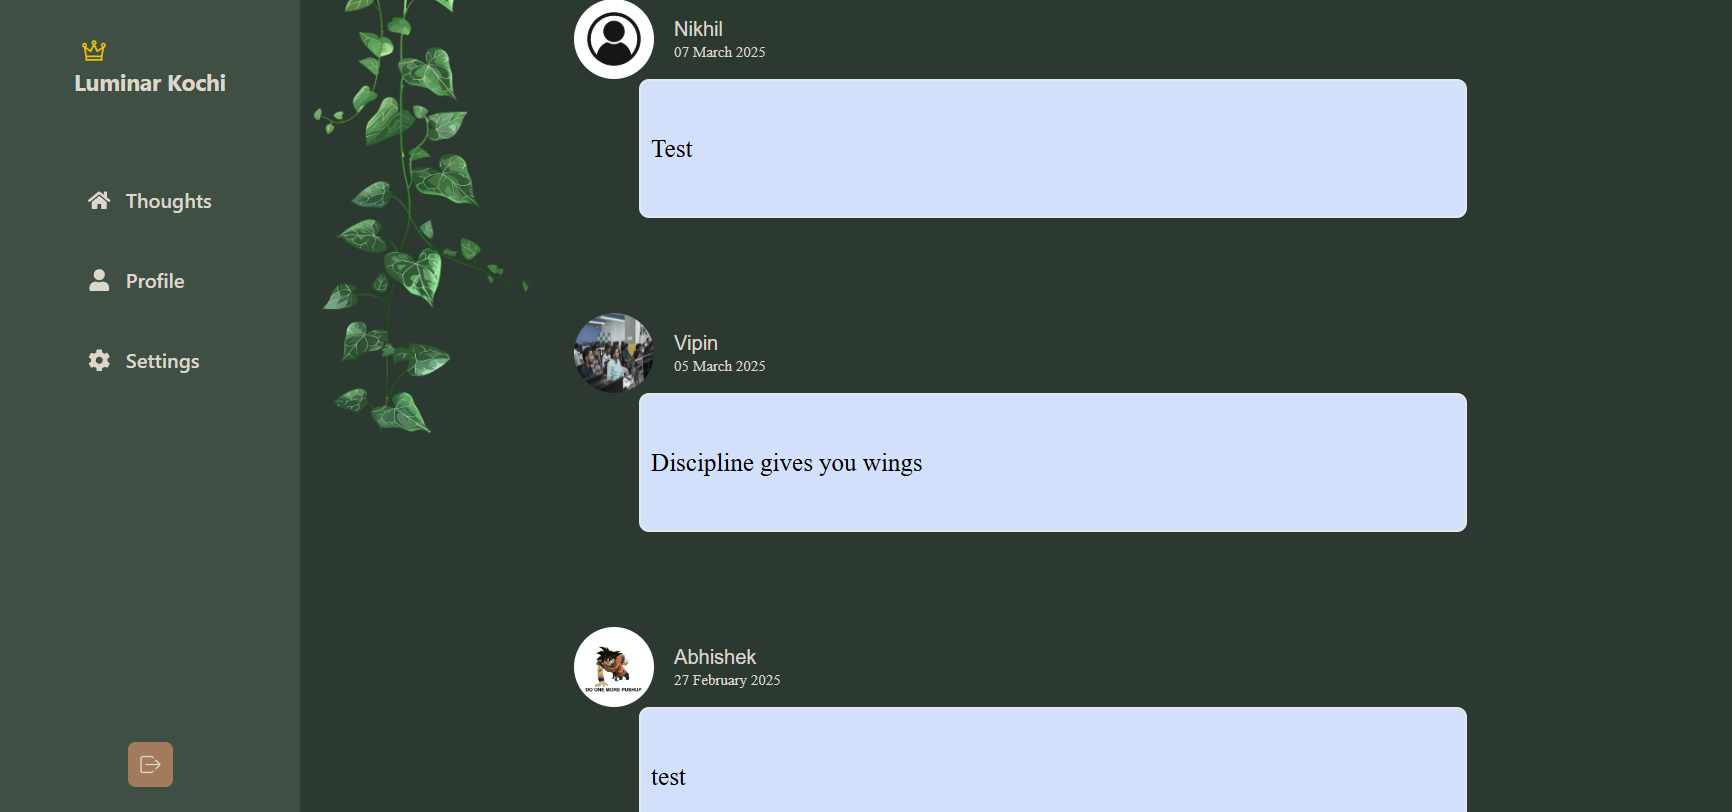 Luminar Kochi
Thoughts
Profile
Settings
Nikhil
07 March 2025
Test
Vipin
05 March 2025
Discipline gives you wings
Abhishek
27 February 2025
DO ONE MORE PUSHUP
test